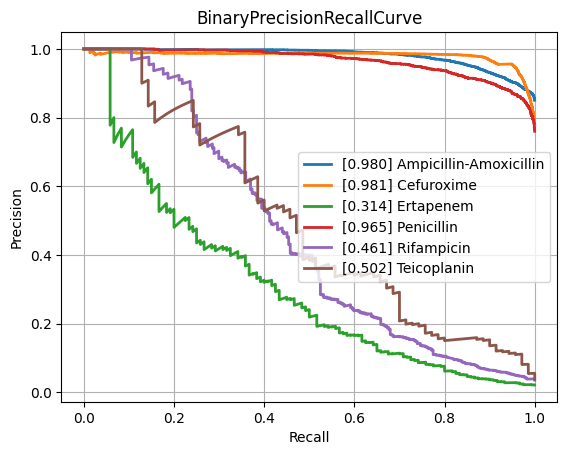 BinaryPrecisionRecallCurve
Precision
1.0
0.8
0.6
0.4
0.2
0.0
[0.980] Ampicillin-Amoxicillin
[0.981] Cefuroxime
[0.314] Ertapenem
[0.965] Penicillin
[0.461] Rifampicin
[0.502] Teicoplanin
0.0 0.2 0.4 0.6 0.8 1.0
Recall